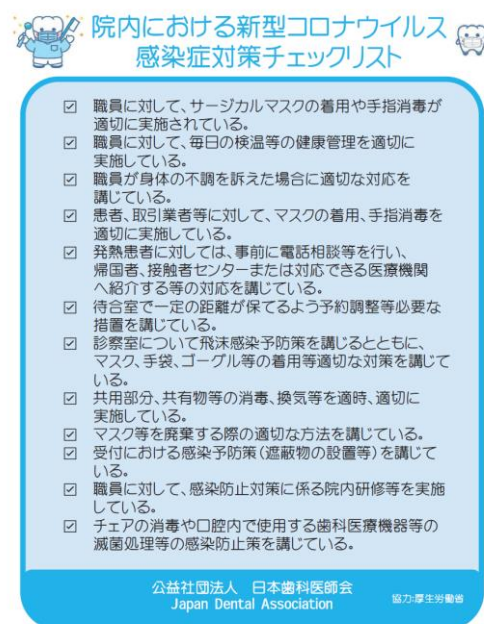 院内における新型コロナウイルス
感染症対策チェックリスト
職員に対して、サージカルマスクの着用や手指消毒が
適切に実施されている。
職員に対して、毎日の検温等の健康管理を適切に
実施している。
職員が身体の不調を訴えた場合に適切な対応を
講じている。
患者、取引業者等に対して、マスクの着用、手指消毒を
適切に実施している。
発熱患者に対しては、事前に電話相談等を行い、
帰国者、接触者センターまたは対応できる医療機関
へ紹介する等の対応を講じている。
待合室で一定の距離が保てるよう予約調整等必要な
措置を講じている。
診察室について飛沫感染予防策を講じるとともに、
マスク、手袋、ゴーグル等の着用等適切な対策を講じて
いる。
共用部分、共有物等の消毒、換気等を適時、適切に
実施している。
マスク等を廃棄する際の適切な方法を講じている。
受付における感染予防策(遮蔽物の設置等)を講じて
いる。
職員に対して、感染防止対策に係る院内研修等を実施
している。
チェアの消毒や口腔内で使用する歯科医療機器等の
滅菌処理等の感染防止策を講じている。
公益社団法人 日本歯科医師会
Japan Dental Association
協力:厚生労働省